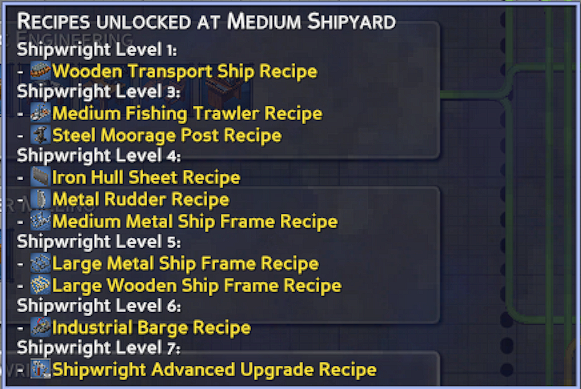 RECIPES UNLOCKED AT MEDIUM SHIPYARD
Shipwright Level 1:
- Wooden Transport Ship Recipe
Shipwright Level 3:
- Medium Fishing Trawler Recipe
- Steel Moorage Post Recipe
Shipwright Level 4:
- Iron Hull Sheet Recipe
- Metal Rudder Recipe
- Medium Metal Ship Frame Recipe
Shipwright Level 5:
- Large Metal Ship Frame Recipe
- Large Wooden Ship Frame Recipe
Shipwright Level 6:
- Industrial Barge Recipe
Shipwright Level 7:
- Shipwright Advanced Upgrade Recipe